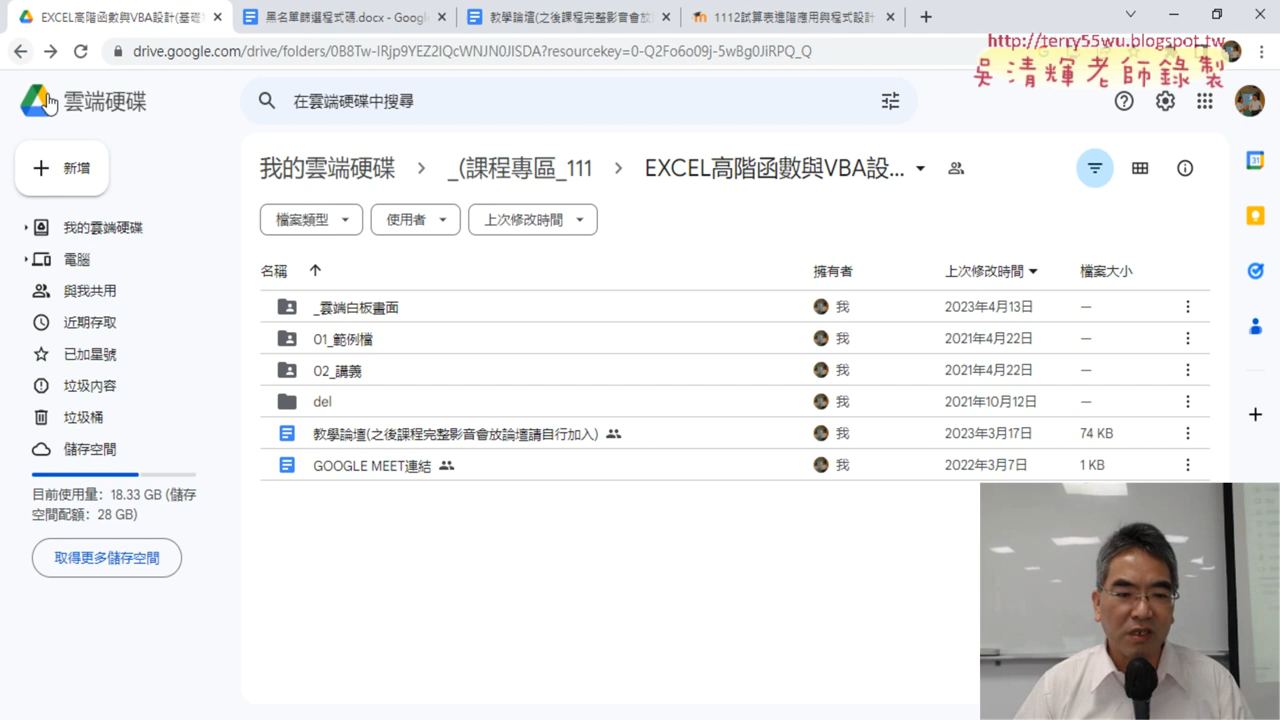 EXCEL高階函數與VBA設計(基礎
黑名單篩選程式碼.docx - Google
教學論壇(之後課程完整影音會放
1112試算表進階應用與程式設計
drive.google.com/drive/folders/0B8Tw-IRjp9YEZ2lQcWNJN0JISDA?resourcekey=0-Q2Fo6o09j-5wBg0JiRPQ_Q
http://terry55wu.blogspot.tw
吳清輝老師錄製
雲端硬碟
在雲端硬碟中搜尋
新增
我的雲端硬碟 > _(課程專區_111 > EXCEL高階函數與VBA設...
檔案類型
使用者
上次修改時間
我的雲端硬碟
電腦
與我共用
近期存取
已加星號
垃圾內容
垃圾桶
儲存空間
目前使用量：18.33 GB (儲存
空間配額：28 GB)
取得更多儲存空間
名稱 擁有者 上次修改時間 檔案大小
_雲端白板畫面 我 2023年4月13日 —
01_範例檔 我 2021年4月22日 —
02_講義 我 2021年4月22日 —
del 我 2021年10月12日 —
教學論壇(之後課程完整影音會放論壇請自行加入) 我 2023年3月17日 74 KB
GOOGLE MEET連結 我 2022年3月7日 1 KB
31